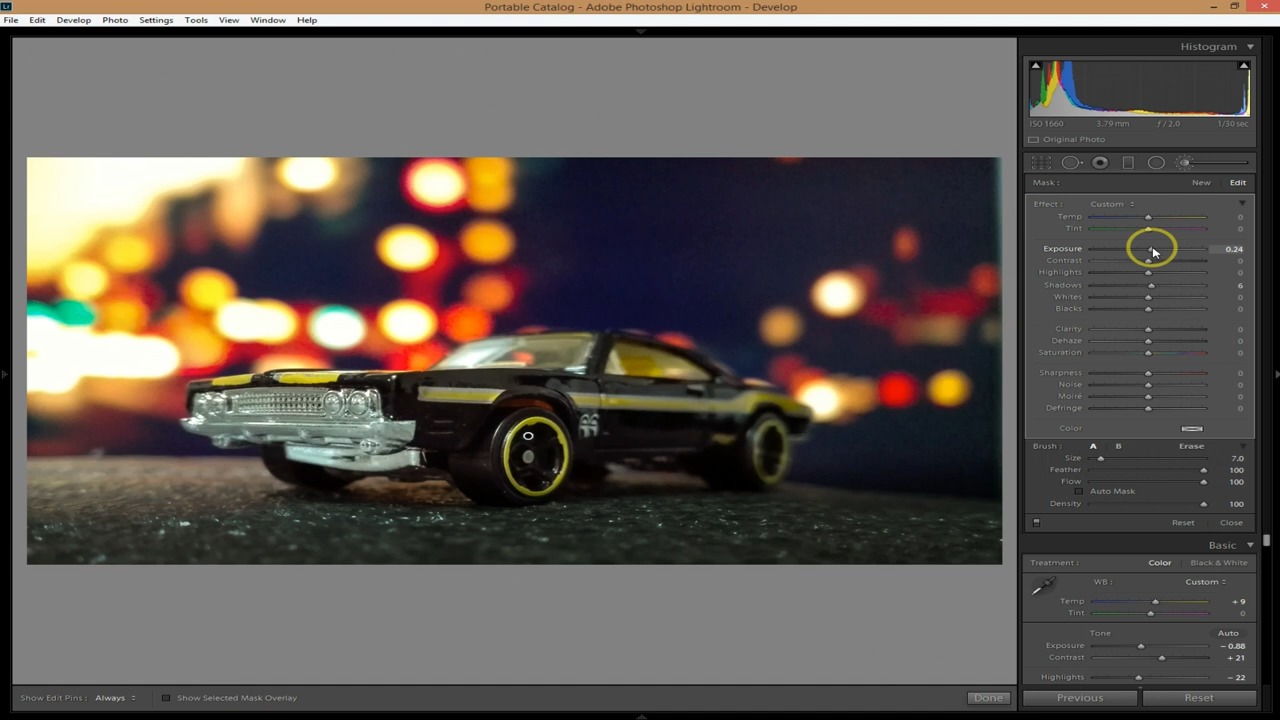 Lr
Portable Catalog - Adobe Photoshop Lightroom - Develop
File Edit Develop Photo Settings Tools View Window Help
Histogram
ISO 1660 3.79 mm f / 2.0 1/30 sec
Original Photo
Mask : New Edit
Effect : Custom
Temp 0
Tint 0
Exposure 0.24
Contrast 0
Highlights 0
Shadows 6
Whites 0
Blacks 0
Clarity 0
Dehaze 0
Saturation 0
Sharpness 0
Noise 0
Moiré 0
Defringe 0
Color
Brush : A B Erase
Size 7.0
Feather 100
Flow 100
Auto Mask
Density 100
Reset Close
Basic
Treatment : Color Black & White
WB : Custom
Temp + 9
Tint 0
Tone Auto
Exposure – 0.88
Contrast + 21
Highlights – 22
Show Edit Pins : Always Show Selected Mask Overlay Done Previous Reset